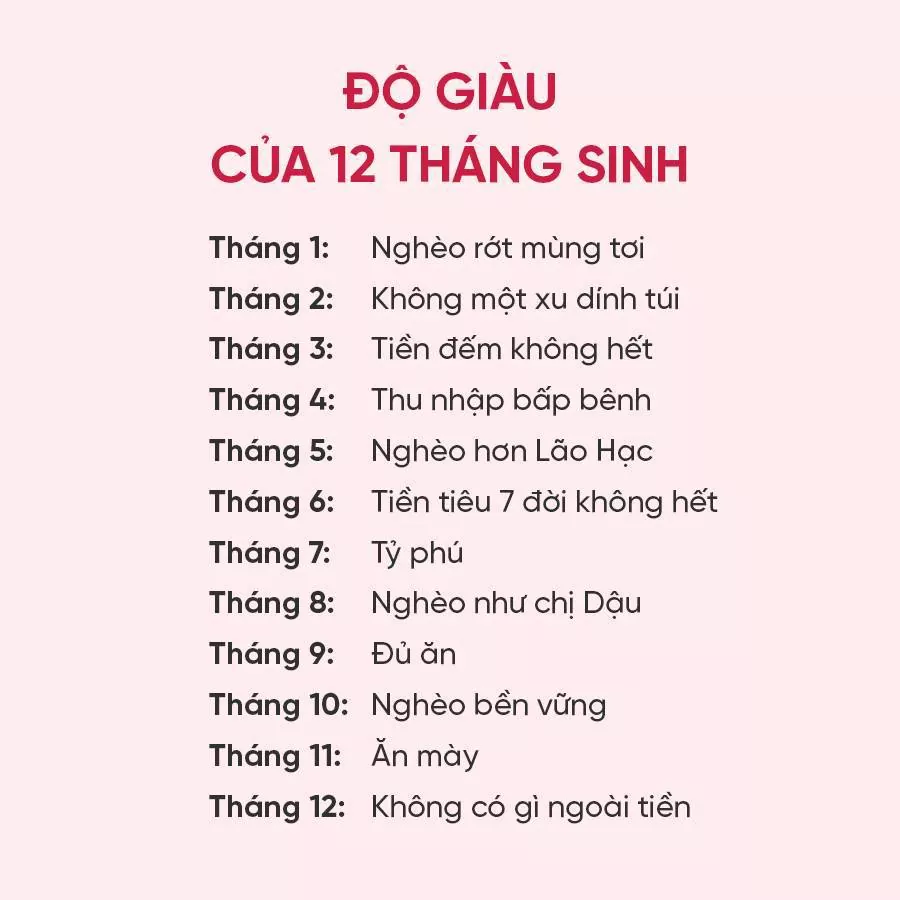 ĐỘ GIÀU
CỦA 12 THÁNG SINH
Tháng 1: Nghèo rớt mùng tơi
Tháng 2: Không một xu dính túi
Tháng 3: Tiền đếm không hết
Tháng 4: Thu nhập bấp bênh
Tháng 5: Nghèo hơn Lão Hạc
Tháng 6: Tiền tiêu 7 đời không hết
Tháng 7: Tỷ phú
Tháng 8: Nghèo như chị Dậu
Tháng 9: Đủ ăn
Tháng 10: Nghèo bền vững
Tháng 11: Ăn mày
Tháng 12: Không có gì ngoài tiền